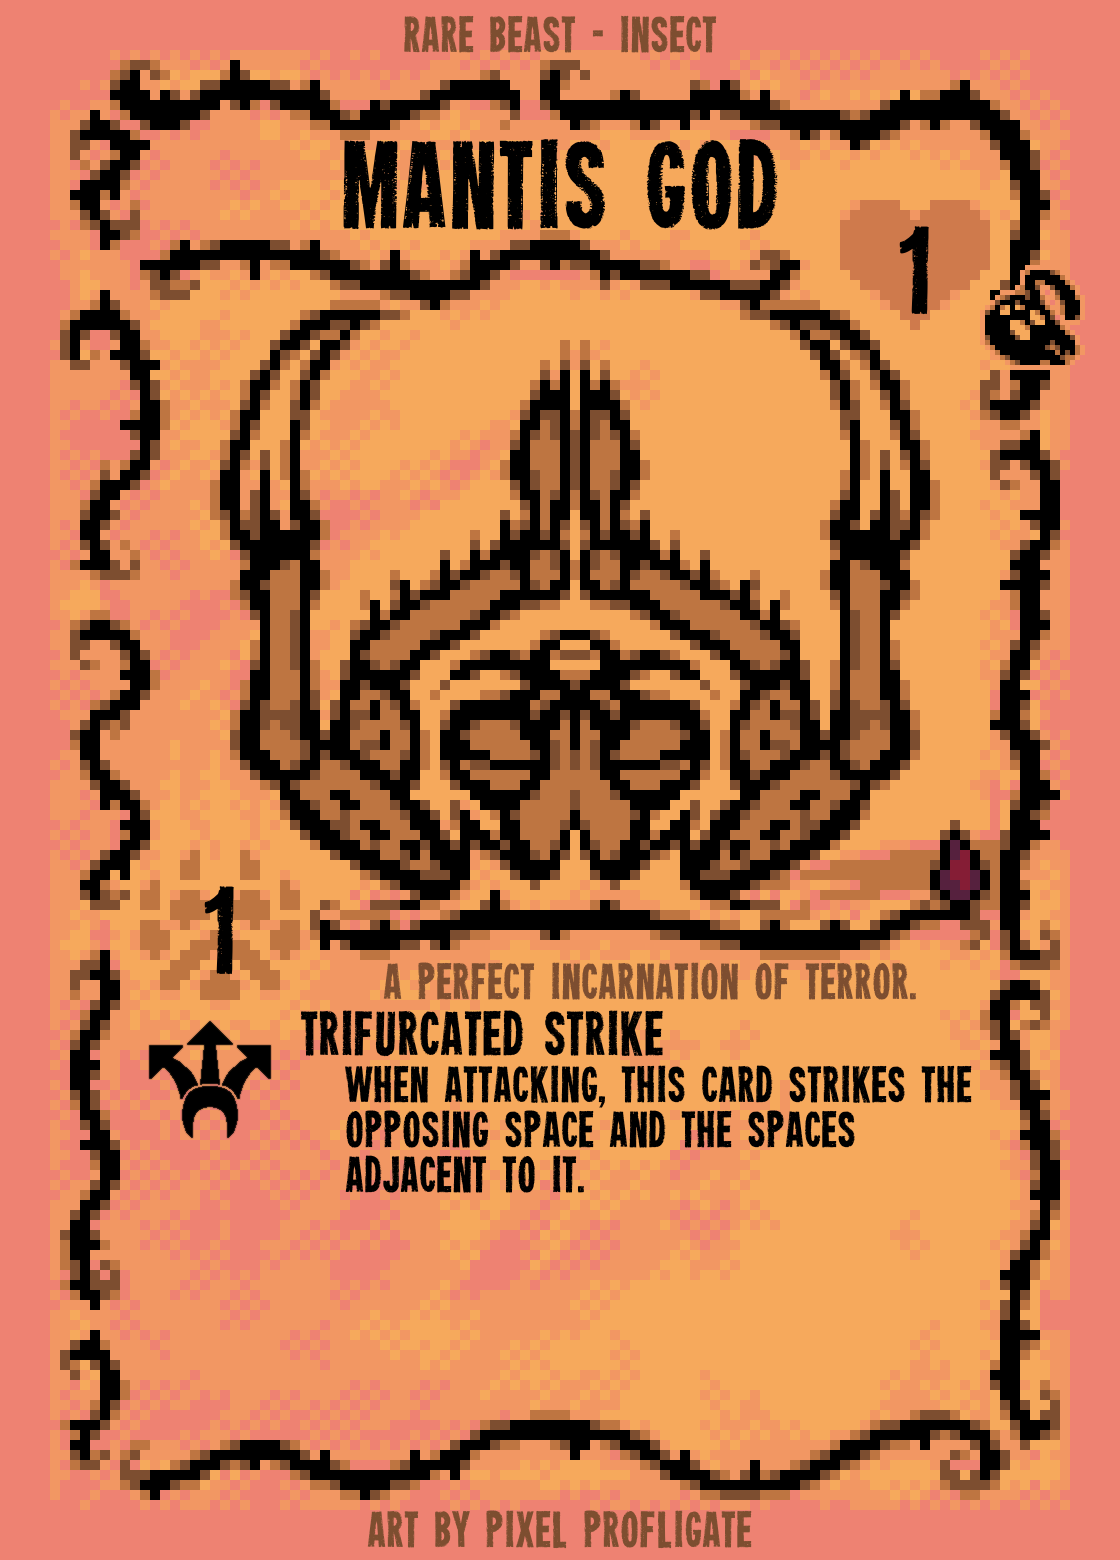 RARE BEAST - INSECT
MANTIS GOD
1
1
A PERFECT INCARNATION OF TERROR.
TRIFURCATED STRIKE
WHEN ATTACKING, THIS CARD STRIKES THE
OPPOSING SPACE AND THE SPACES
ADJACENT TO IT.
ART BY PIXEL PROFLIGATE